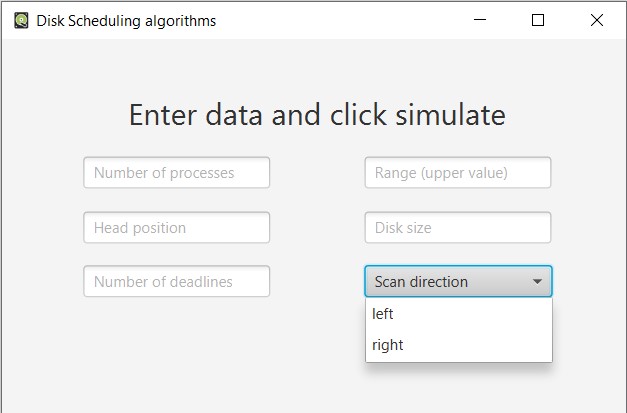 Disk Scheduling algorithms
Enter data and click simulate
Number of processes
Range (upper value)
Head position
Disk size
Number of deadlines
Scan direction
left
right